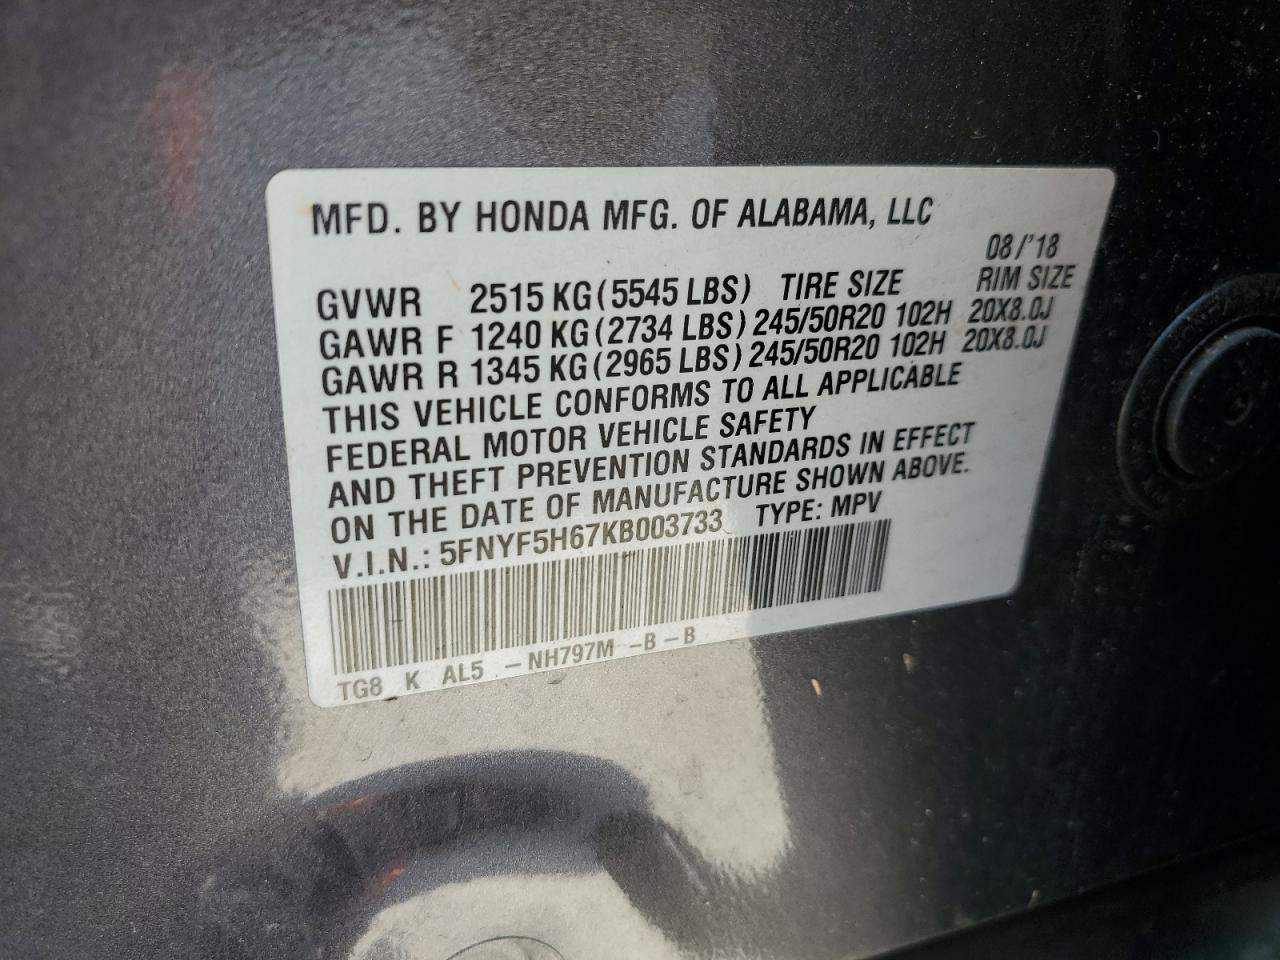 MFD. BY HONDA MFG. OF ALABAMA, LLC
08/'18
GVWR 2515 KG (5545 LBS) TIRE SIZE RIM SIZE
GAWR F 1240 KG (2734 LBS) 245/50R20 102H 20X8.0J
GAWR R 1345 KG (2965 LBS) 245/50R20 102H 20X8.0J
THIS VEHICLE CONFORMS TO ALL APPLICABLE
FEDERAL MOTOR VEHICLE SAFETY
AND THEFT PREVENTION STANDARDS IN EFFECT
ON THE DATE OF MANUFACTURE SHOWN ABOVE.
V.I.N.: 5FNYF5H67KB003733 TYPE: MPV
TG8 K AL5 - NH797M - B - B